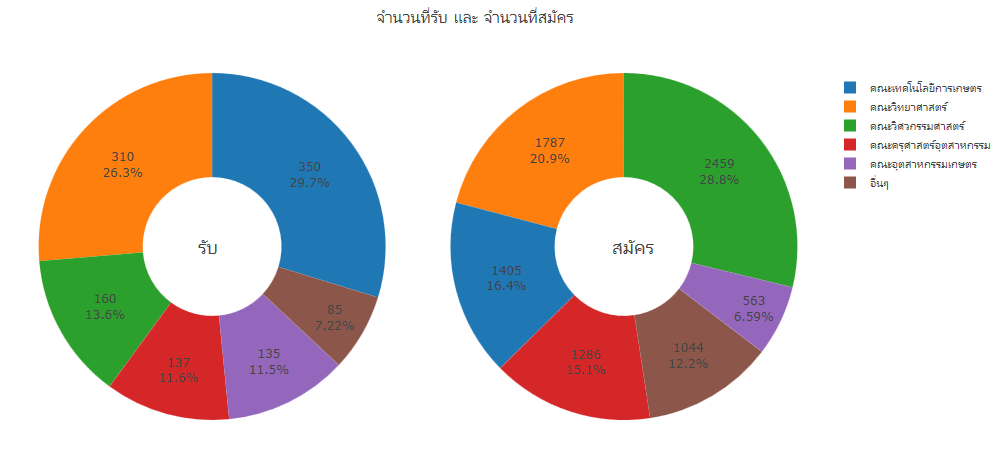 จำนวนที่รับ และ จำนวนที่สมัคร
310
26.3%
350
29.7%
160
13.6%
137
11.6%
135
11.5%
85
7.22%
รับ
1787
20.9%
2459
28.8%
1405
16.4%
1286
15.1%
1044
12.2%
563
6.59%
สมัคร
คณะเทคโนโลยีการเกษตร
คณะวิทยาศาสตร์
คณะวิศวกรรมศาสตร์
คณะครุศาสตร์อุตสาหกรรม
คณะอุตสาหกรรมเกษตร
อื่นๆ